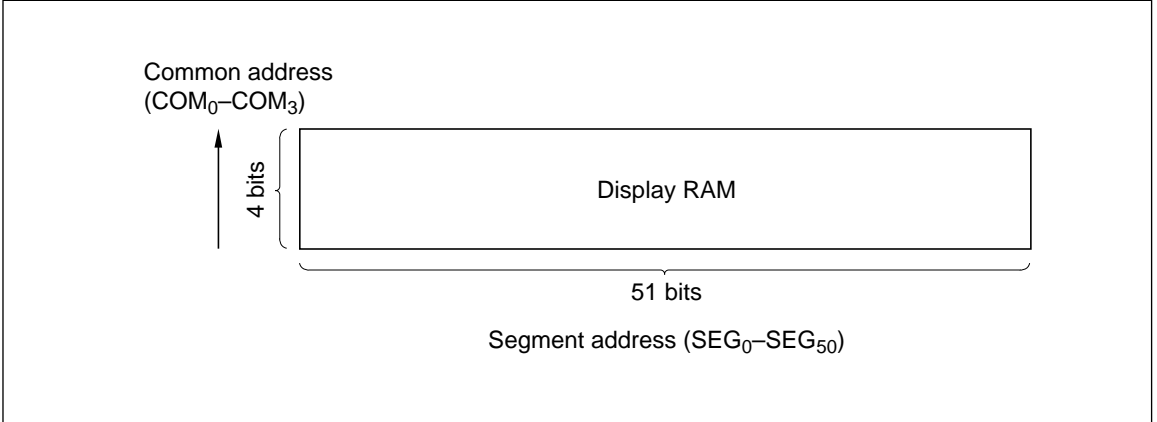 Common address
(COM₀–COM₃)
4 bits
Display RAM
51 bits
Segment address (SEG₀–SEG₅₀)